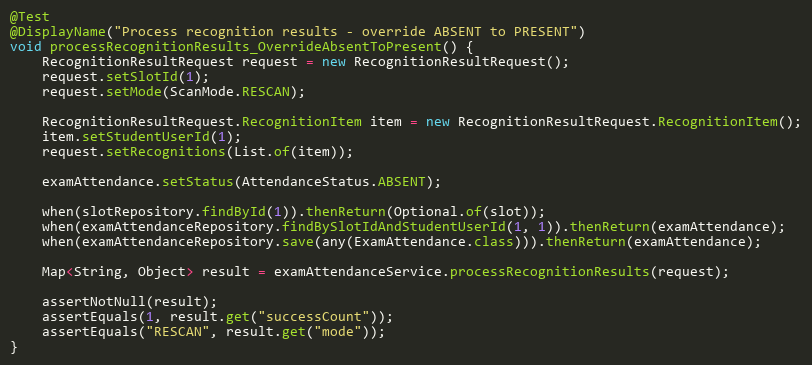 @Test
@DisplayName("Process recognition results - override ABSENT to PRESENT")
void processRecognitionResults_OverrideAbsentToPresent() {
    RecognitionResultRequest request = new RecognitionResultRequest();
    request.setSlotId(1);
    request.setMode(ScanMode.RESCAN);

    RecognitionResultRequest.RecognitionItem item = new RecognitionResultRequest.RecognitionItem();
    item.setStudentUserId(1);
    request.setRecognitions(List.of(item));

    examAttendance.setStatus(AttendanceStatus.ABSENT);

    when(slotRepository.findById(1)).thenReturn(Optional.of(slot));
    when(examAttendanceRepository.findBySlotIdAndStudentUserId(1, 1)).thenReturn(examAttendance);
    when(examAttendanceRepository.save(any(ExamAttendance.class))).thenReturn(examAttendance);

    Map<String, Object> result = examAttendanceService.processRecognitionResults(request);

    assertNotNull(result);
    assertEquals(1, result.get("successCount"));
    assertEquals("RESCAN", result.get("mode"));
}